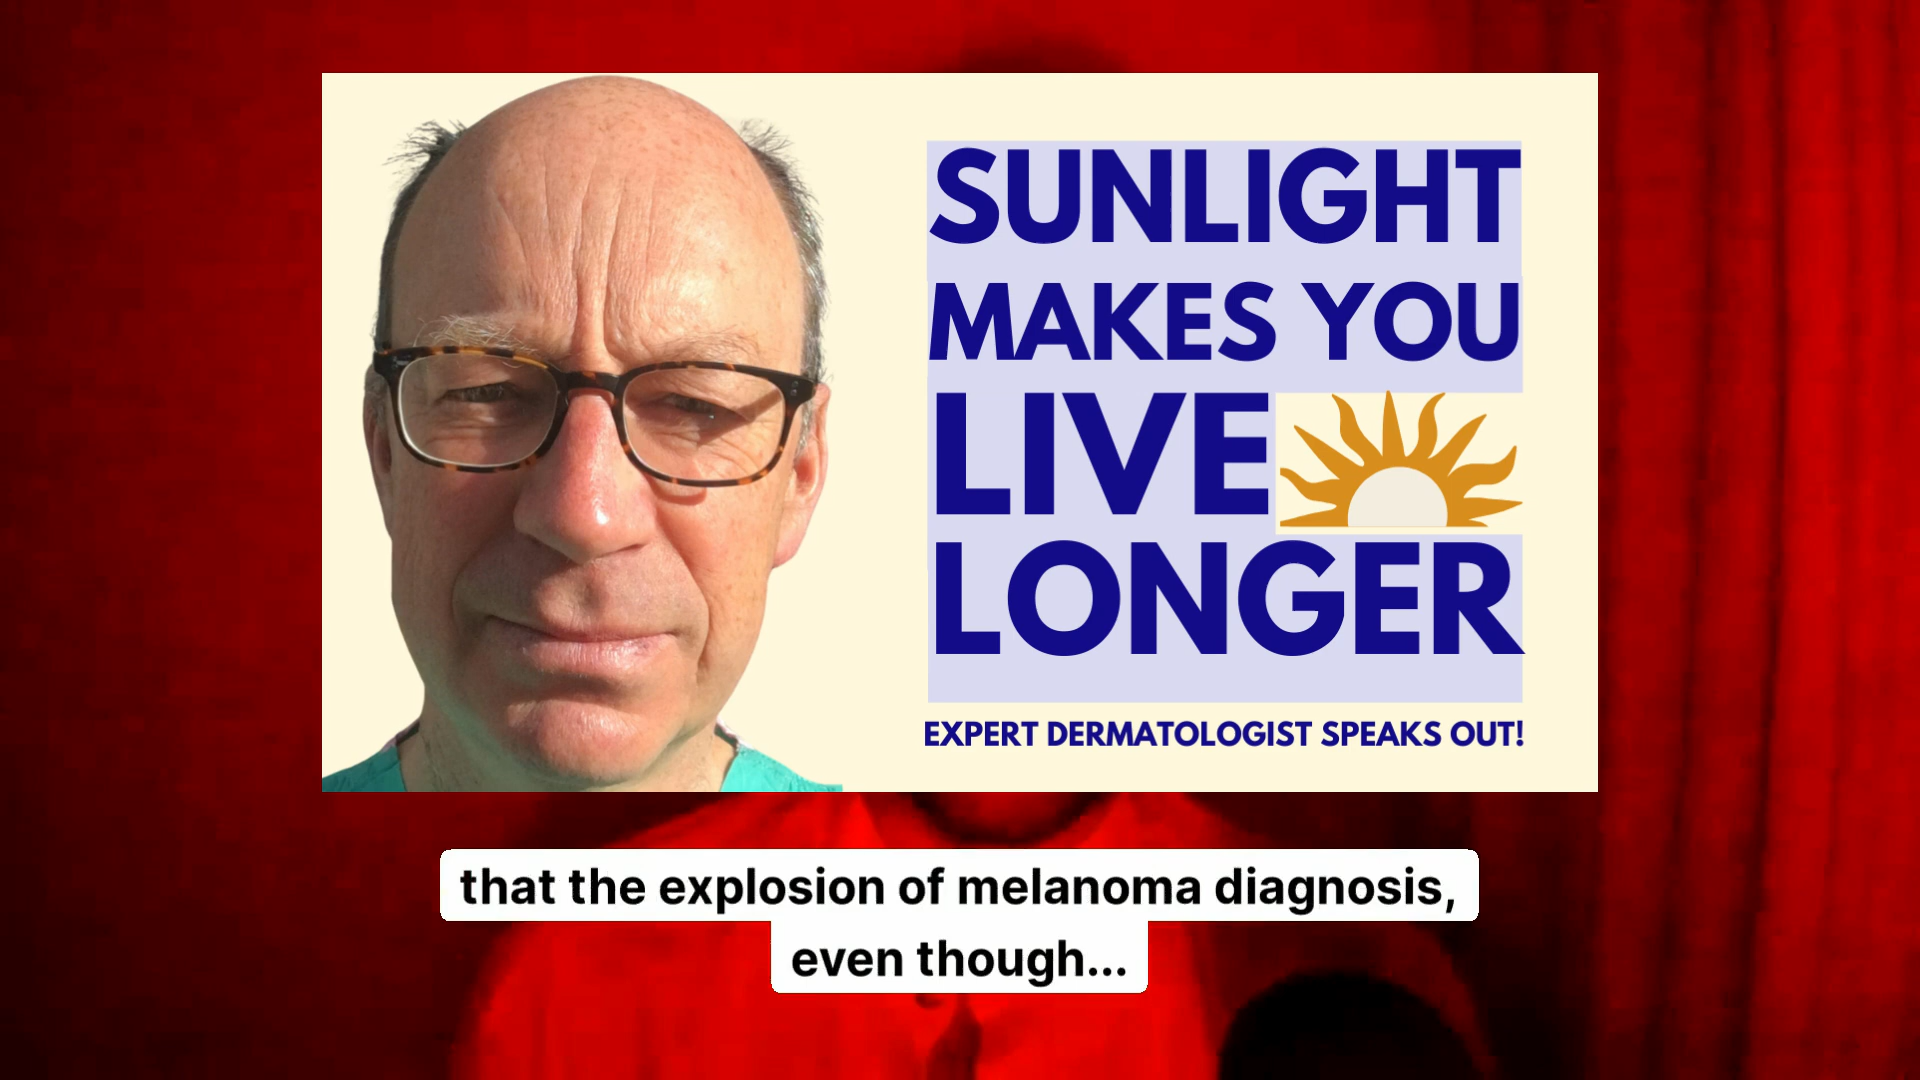 SUNLIGHT
MAKES YOU
LIVE
LONGER
EXPERT DERMATOLOGIST SPEAKS OUT!
that the explosion of melanoma diagnosis,
even though...